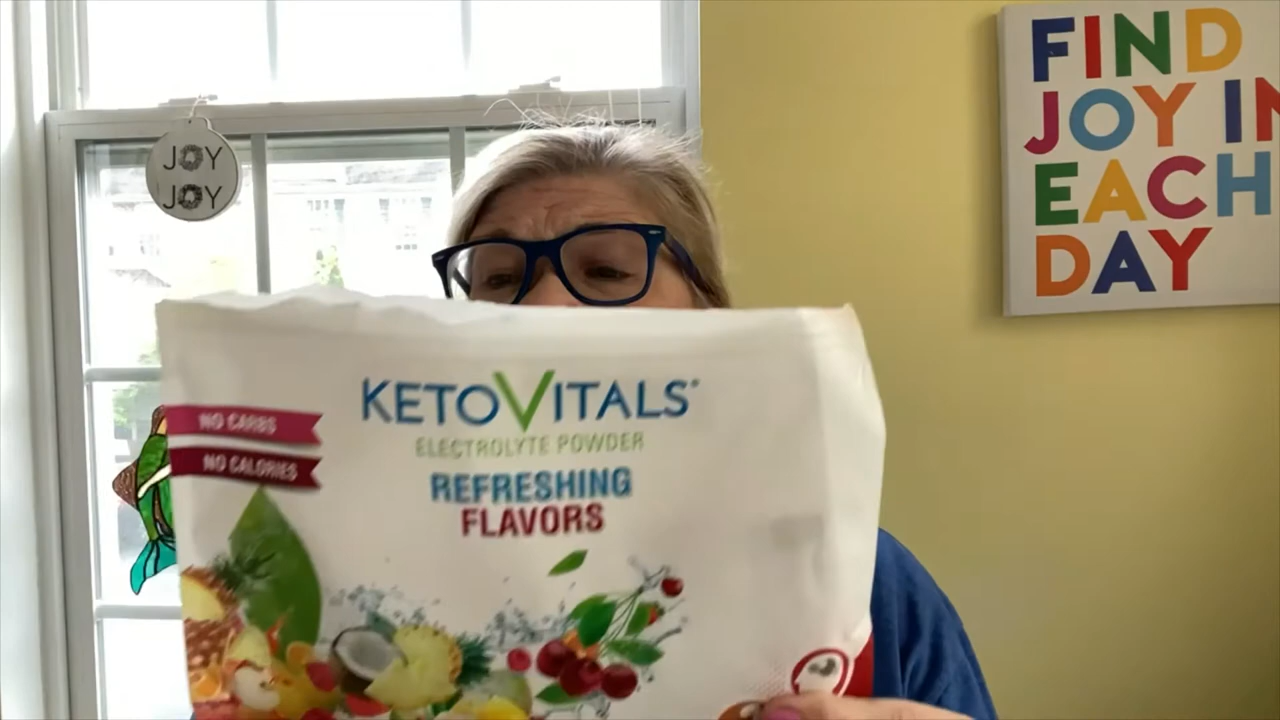 JOY
JOY
FIND
JOY IN
EACH
DAY
KETOVITALS®
ELECTROLYTE POWDER
NO CARBS
NO CALORIES
REFRESHING
FLAVORS